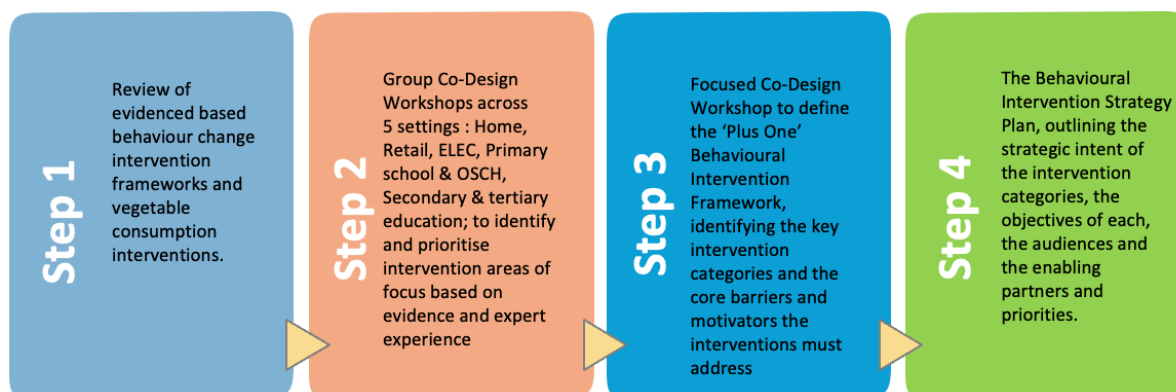 Step 1
Review of
evidenced based
behaviour change
intervention
frameworks and
vegetable
consumption
interventions.
Step 2
Group Co-Design
Workshops across
5 settings : Home,
Retail, ELEC, Primary
school & OSCH,
Secondary & tertiary
education; to identify
and prioritise
intervention areas of
focus based on
evidence and expert
experience
Step 3
Focused Co-Design
Workshop to define
the ‘Plus One’
Behavioural
Intervention
Framework,
identifying the key
intervention
categories and the
core barriers and
motivators the
interventions must
address
Step 4
The Behavioural
Intervention Strategy
Plan, outlining the
strategic intent of
the intervention
categories, the
objectives of each,
the audiences and
the enabling
partners and
priorities.